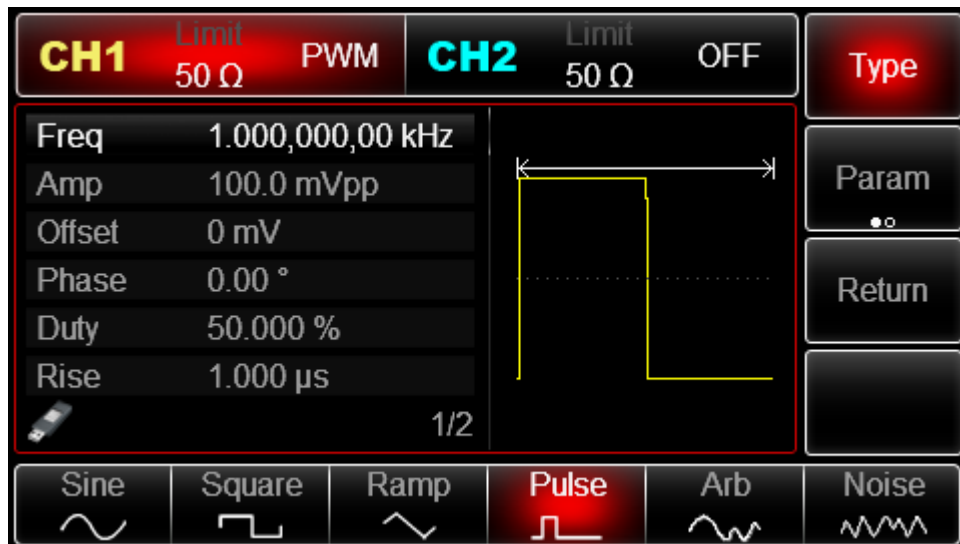 CH1 Limit 50 Ω PWM CH2 Limit 50 Ω OFF
Type
Freq 1.000,000,00 kHz
Amp 100.0 mVpp
Offset 0 mV
Phase 0.00 °
Duty 50.000 %
Rise 1.000 µs
1/2
Param
Return
Sine Square Ramp Pulse Arb Noise